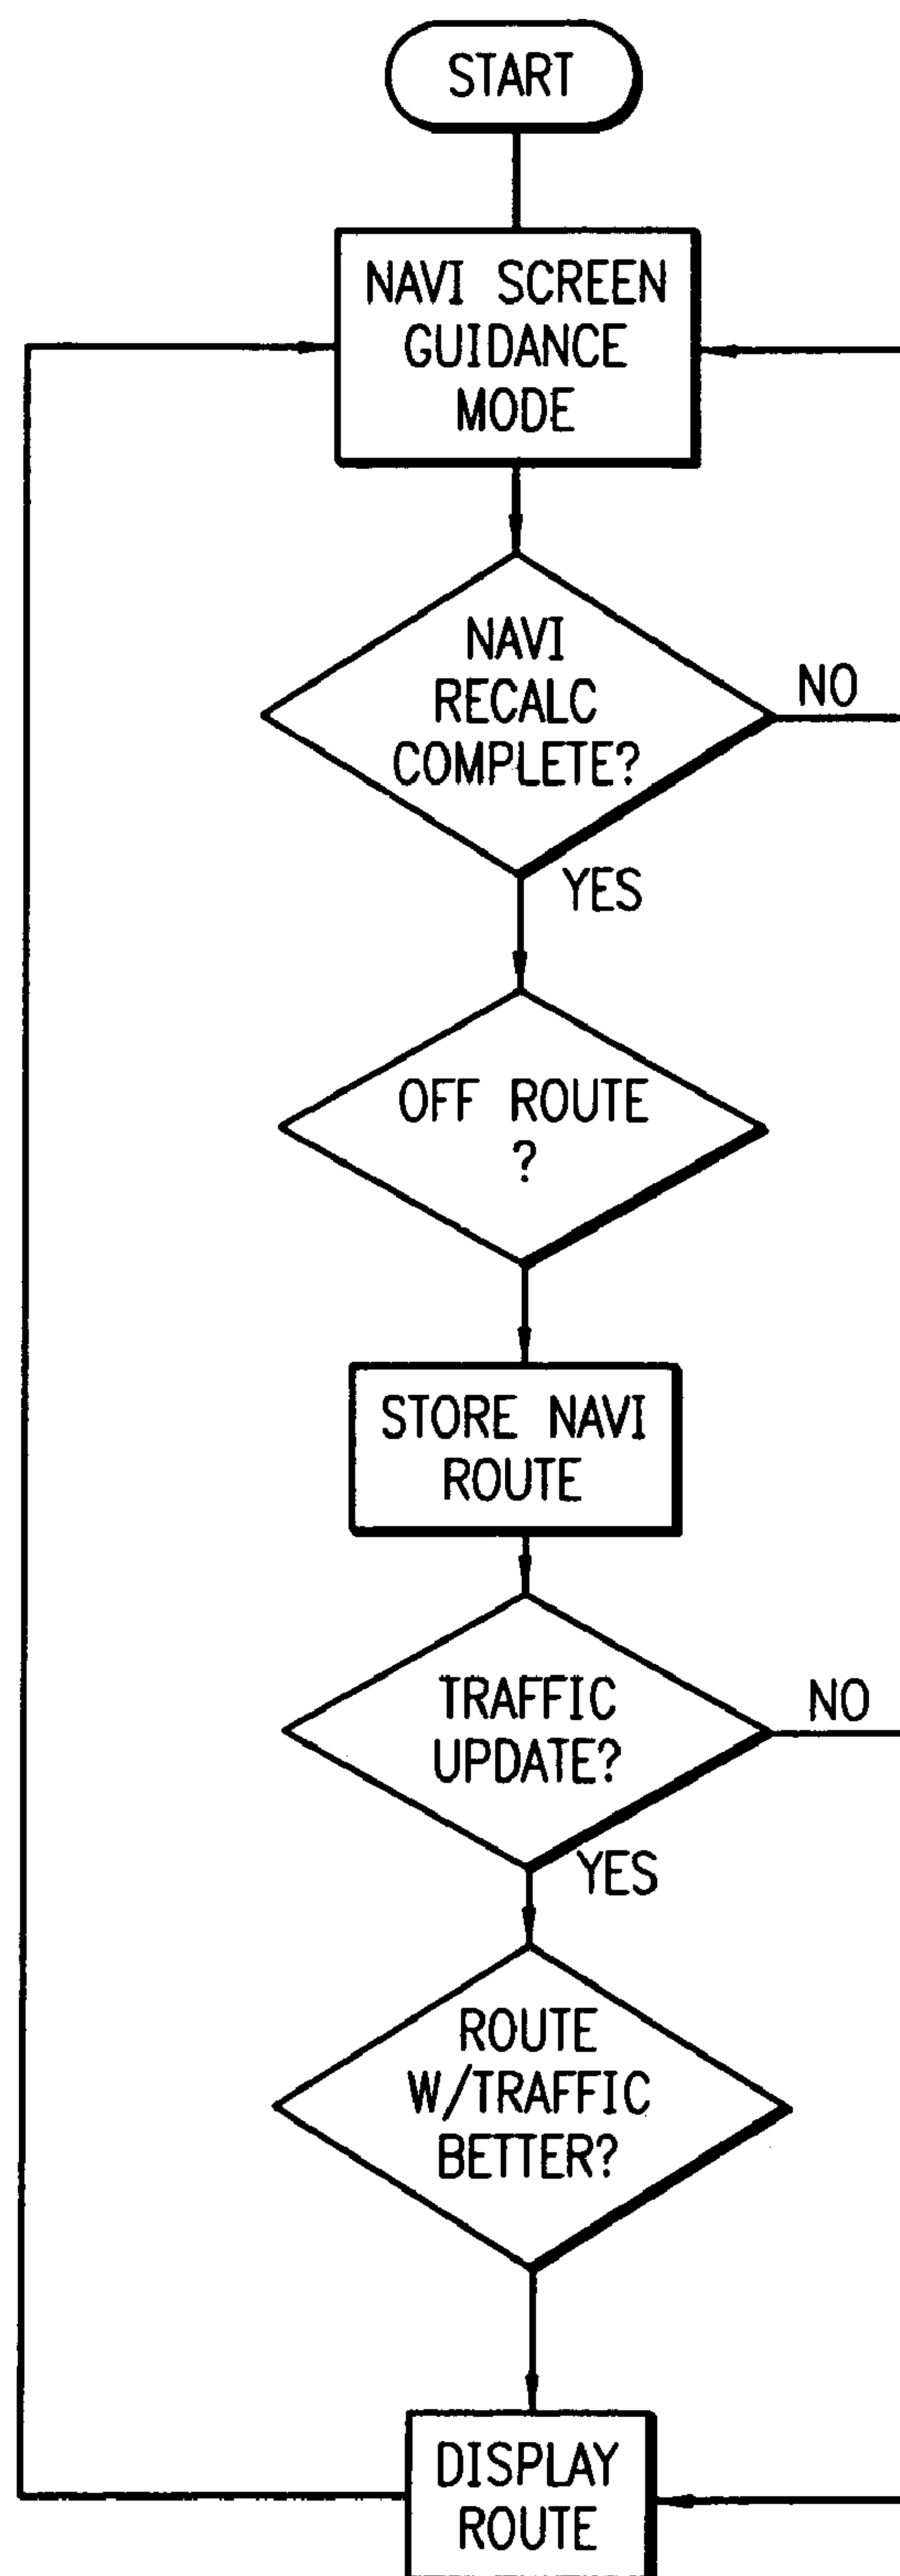 START
NAVI SCREEN
GUIDANCE
MODE
NAVI
RECALC
COMPLETE?
NO
YES
OFF ROUTE
?
STORE NAVI
ROUTE
TRAFFIC
UPDATE?
NO
YES
ROUTE
W/TRAFFIC
BETTER?
DISPLAY
ROUTE